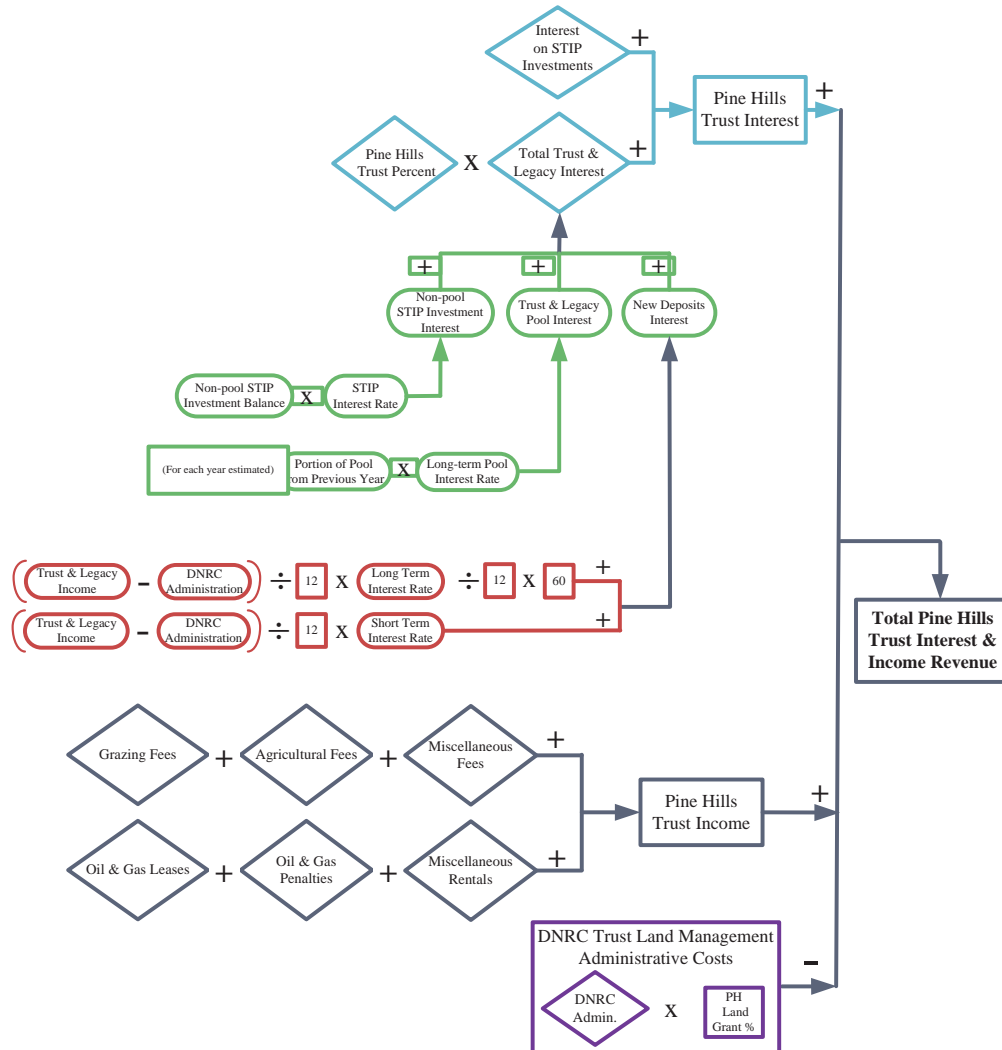 Interest
on STIP
Investments
+
Pine Hills
Trust Interest
+
Pine Hills
Trust Percent
X
Total Trust &
Legacy Interest
+
+
+
+
Non-pool
STIP Investment
Interest
Trust & Legacy
Pool Interest
New Deposits
Interest
Non-pool STIP
Investment Balance
X
STIP
Interest Rate
(For each year estimated)
Portion of Pool
om Previous Year
X
Long-term Pool
Interest Rate
(
Trust & Legacy
Income
-
DNRC
Administration
)
÷
12
X
Long Term
Interest Rate
÷
12
X
60
+
(
Trust & Legacy
Income
-
DNRC
Administration
)
÷
12
X
Short Term
Interest Rate
+
Total Pine Hills
Trust Interest &
Income Revenue
Grazing Fees
+
Agricultural Fees
+
Miscellaneous
Fees
+
Pine Hills
Trust Income
+
Oil & Gas Leases
+
Oil & Gas
Penalties
+
Miscellaneous
Rentals
+
DNRC Trust Land Management
Administrative Costs
-
DNRC
Admin.
X
PH
Land
Grant %